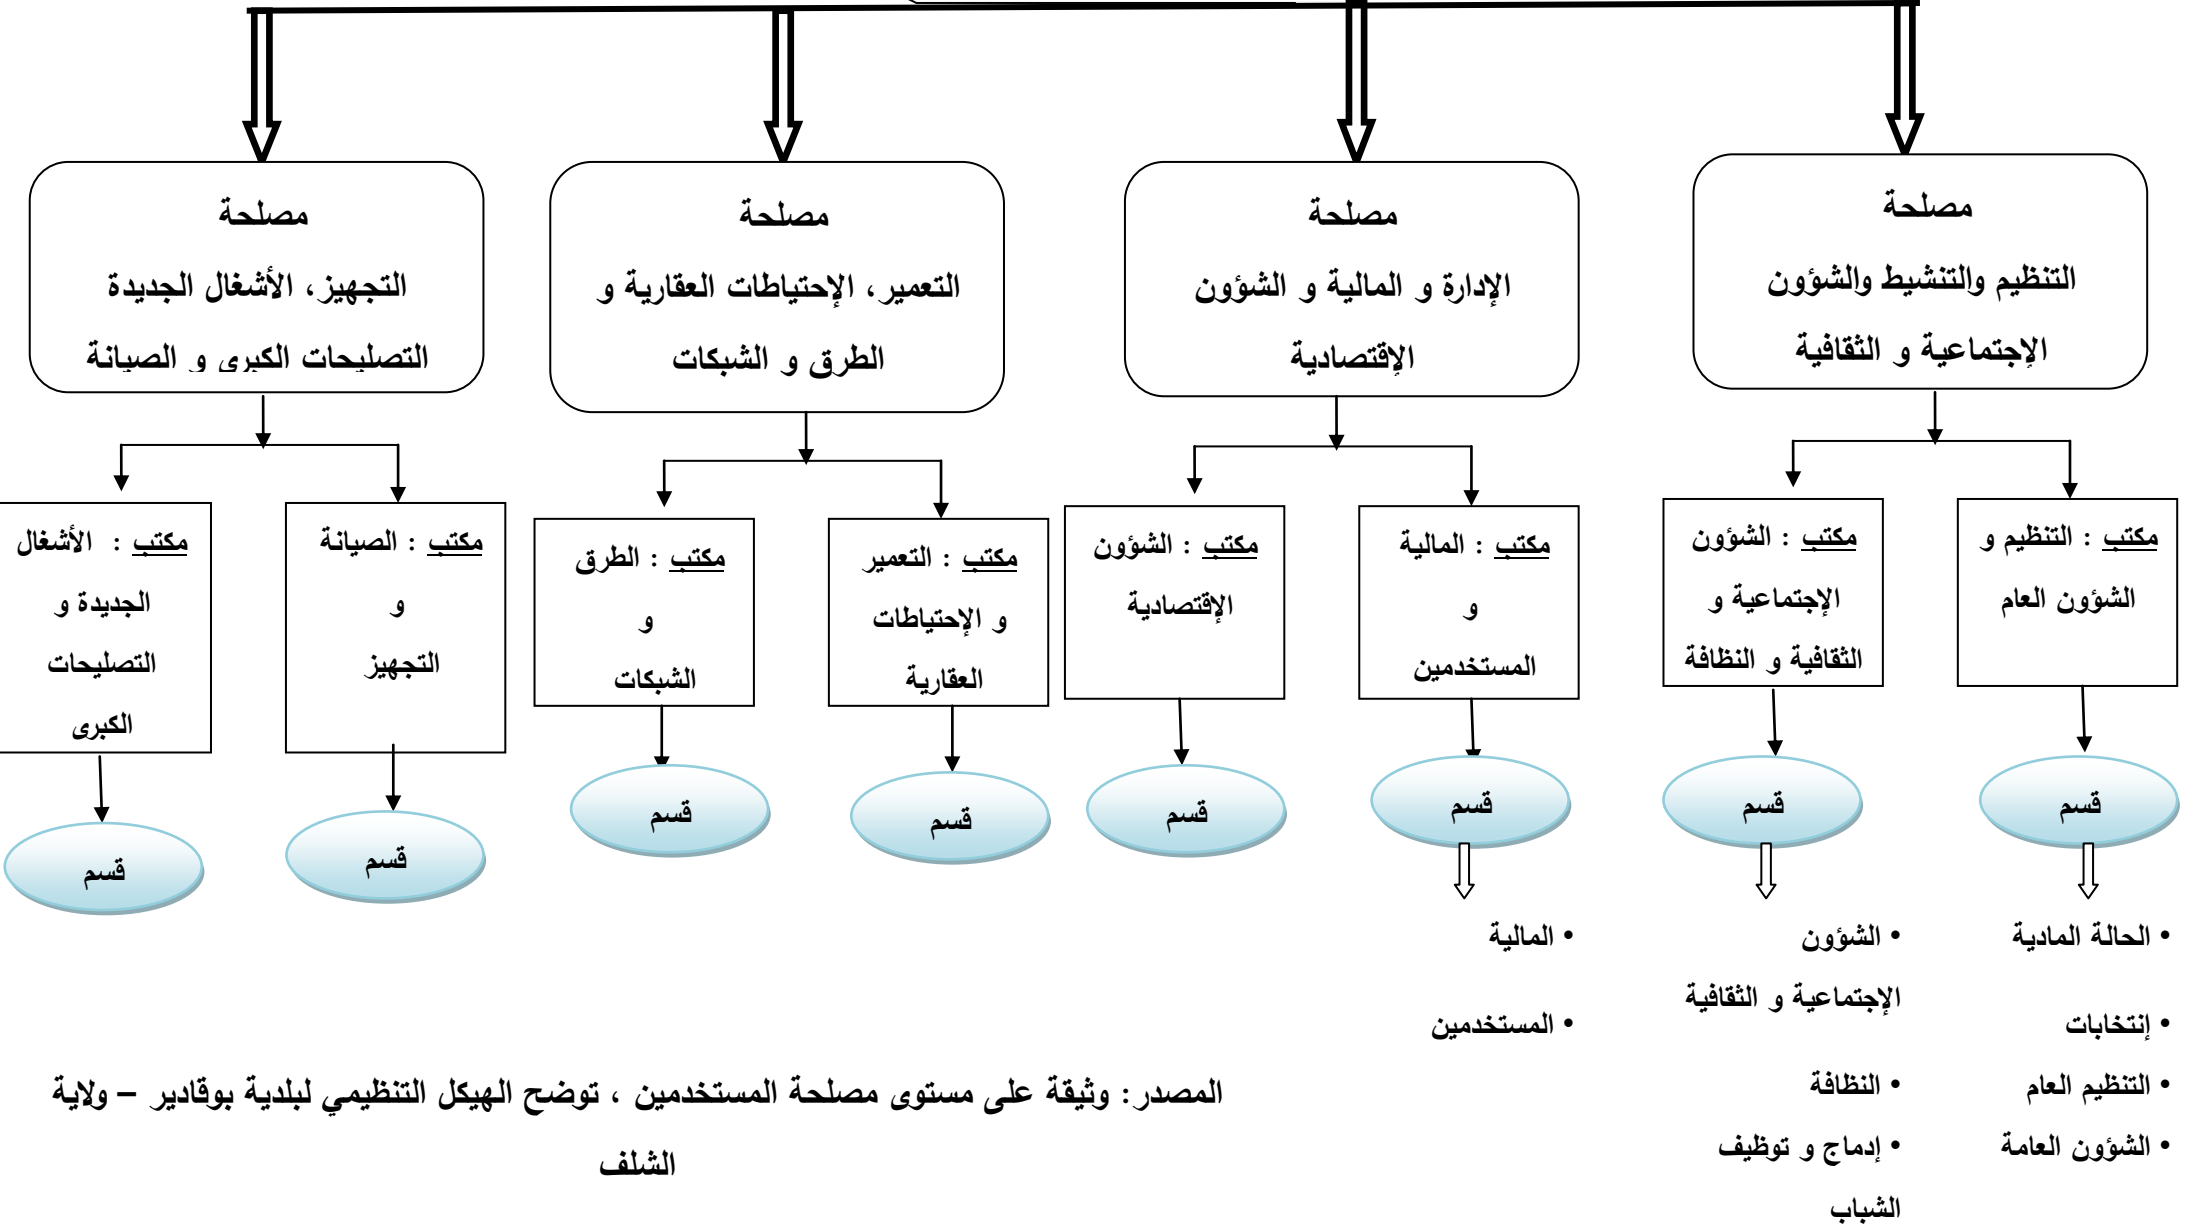 مصلحة
التنظيم والتنشيط والشؤون
الإجتماعية و الثقافية
مصلحة
الإدارة و المالية و الشؤون
الإقتصادية
مصلحة
التعمير، الإحتياطات العقارية و
الطرق و الشبكات
مصلحة
التجهيز، الأشغال الجديدة
التصليحات الكبرى و الصيانة
مكتب : التنظيم و
الشؤون العام
مكتب : الشؤون
الإجتماعية و
الثقافية و النظافة
مكتب : المالية
و
المستخدمين
مكتب : الشؤون
الإقتصادية
مكتب : التعمير
و الإحتياطات
العقارية
مكتب : الطرق
و
الشبكات
مكتب : الصيانة
و
التجهيز
مكتب : الأشغال
الجديدة و
التصليحات
الكبرى
قسم
قسم
قسم
قسم
قسم
قسم
قسم
قسم
• الحالة المادية
• إنتخابات
• التنظيم العام
• الشؤون العامة
• الشؤون
الإجتماعية و الثقافية
• النظافة
• إدماج و توظيف
الشباب
• المالية
• المستخدمين
المصدر: وثيقة على مستوى مصلحة المستخدمين ، توضح الهيكل التنظيمي لبلدية بوقادير – ولاية
الشلف